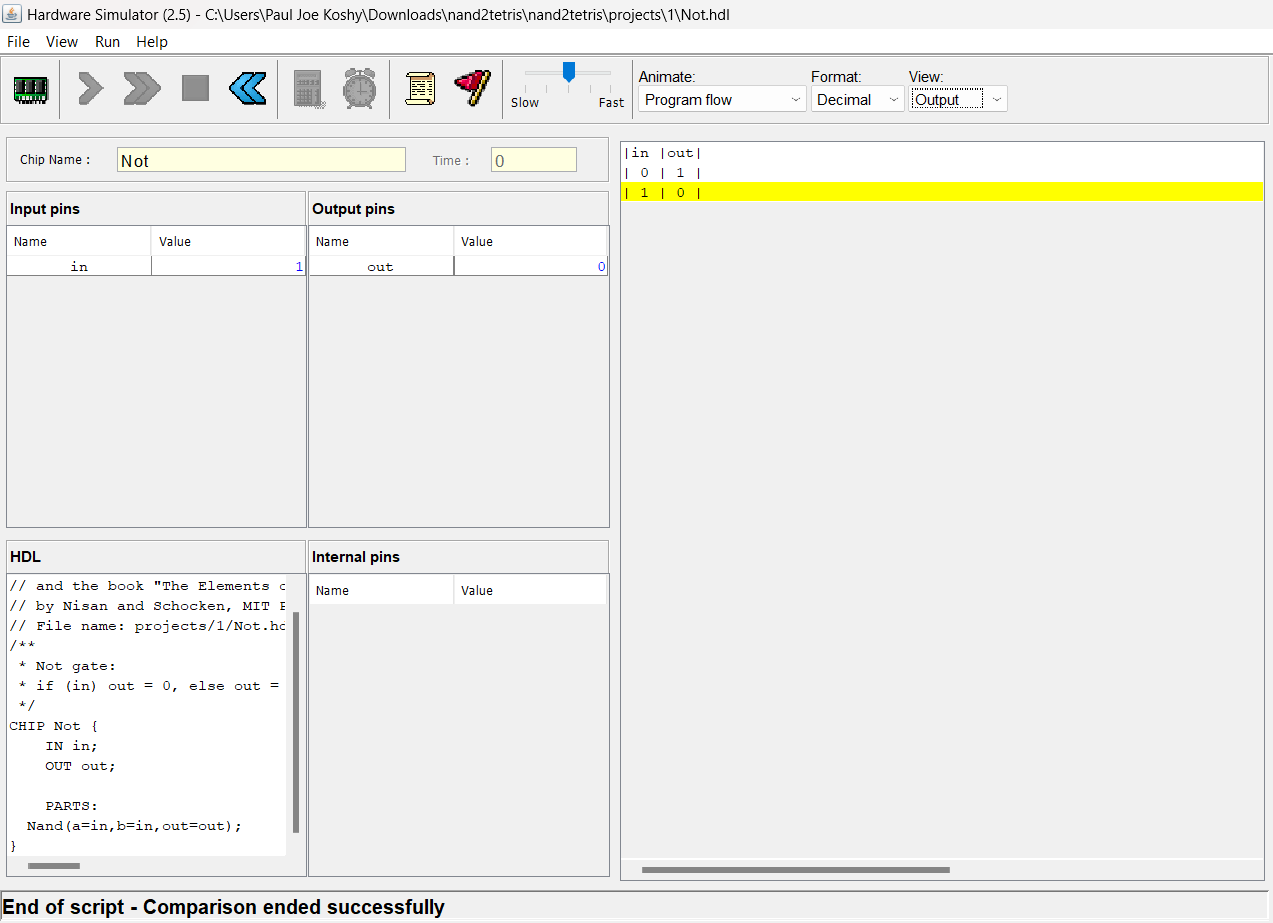 Hardware Simulator (2.5) - C:\Users\Paul Joe Koshy\Downloads\nand2tetris\nand2tetris\projects\1\Not.hdl
File View Run Help
Slow Fast
Animate: Format: View:
Program flow Decimal Output
Chip Name : Not Time : 0
Input pins
Name Value
in 1
Output pins
Name Value
out 0
HDL
// and the book "The Elements
// by Nisan and Schocken, MIT
// File name: projects/1/Not.
/**
* Not gate:
* if (in) out = 0, else out =
*/
CHIP Not {
IN in;
OUT out;
PARTS:
Nand(a=in,b=in,out=out);
}
Internal pins
Name Value
|in |out|
| 0 | 1 |
| 1 | 0 |
End of script - Comparison ended successfully